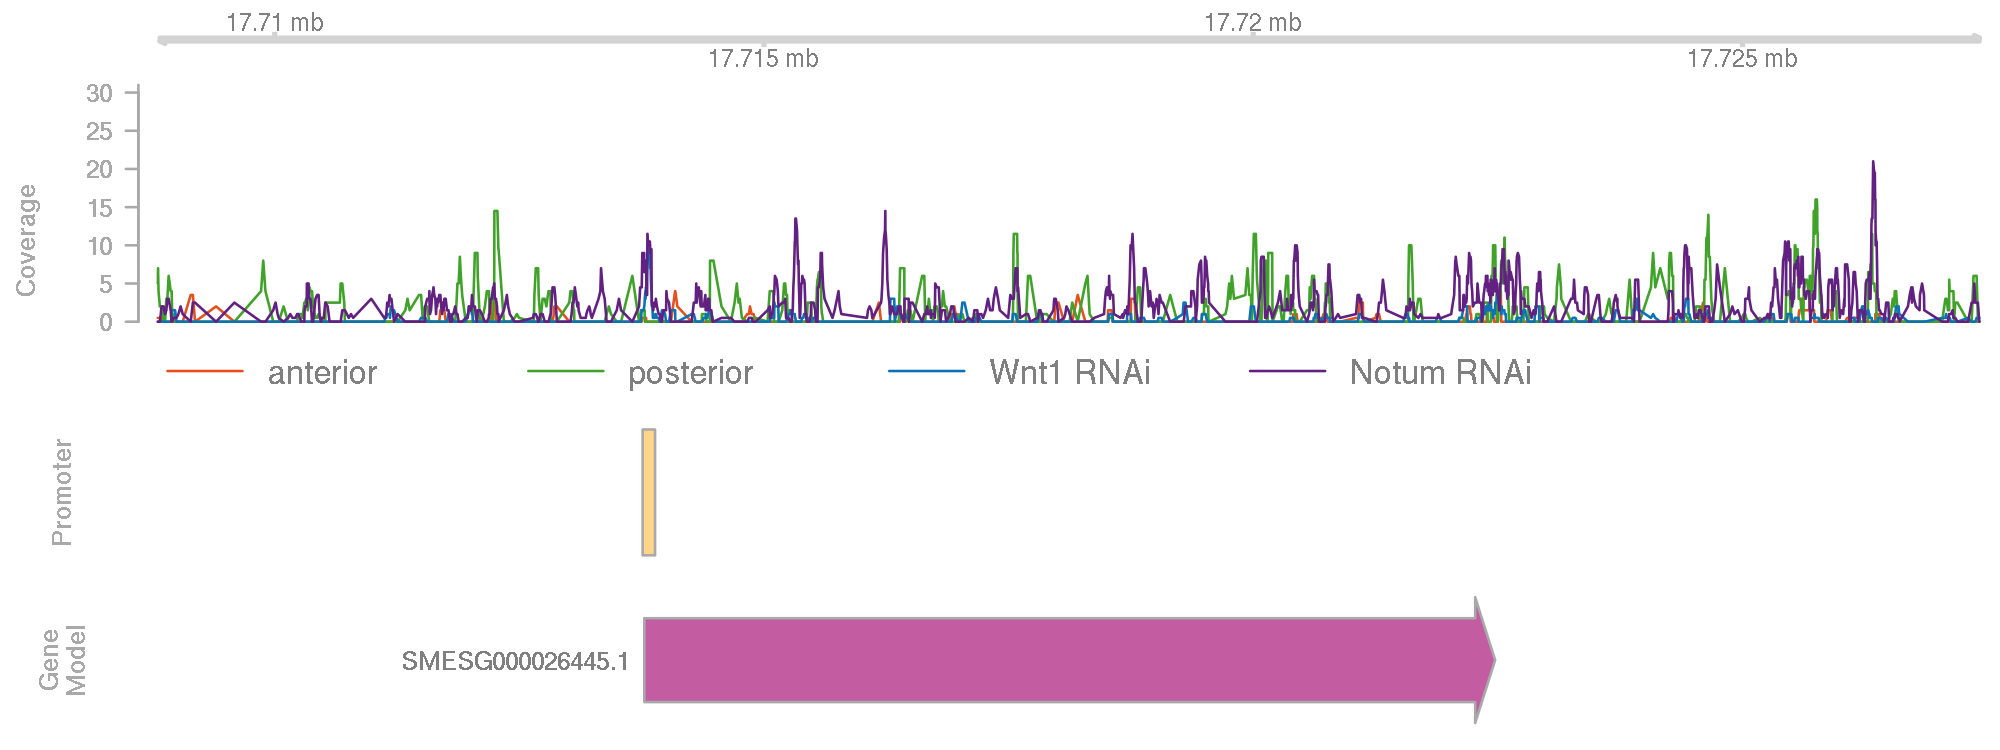 17.71 mb
17.72 mb
17.715 mb
17.725 mb
Coverage
30
25
20
15
10
5
0
anterior
posterior
Wnt1 RNAi
Notum RNAi
Promoter
Gene
Model
SMESG000026445.1